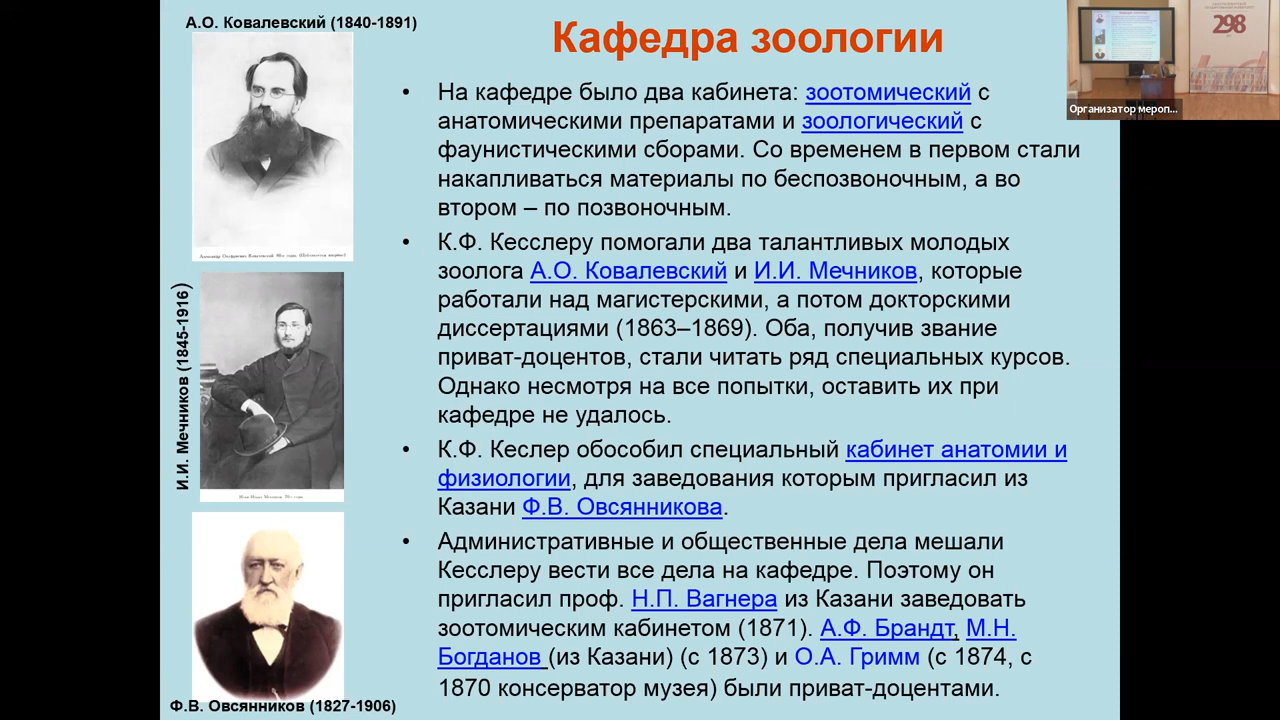 А.О. Ковалевский (1840-1891)
Кафедра зоологии
• На кафедре было два кабинета: зоотомический с
анатомическими препаратами и зоологический с
фаунистическими сборами. Со временем в первом стали
накапливаться материалы по беспозвоночным, а во
втором – по позвоночным.
• К.Ф. Кесслеру помогали два талантливых молодых
зоолога А.О. Ковалевский и И.И. Мечников, которые
работали над магистерскими, а потом докторскими
диссертациями (1863–1869). Оба, получив звание
приват-доцентов, стали читать ряд специальных курсов.
Однако несмотря на все попытки, оставить их при
кафедре не удалось.
• К.Ф. Кеслер обособил специальный кабинет анатомии и
физиологии, для заведования которым пригласил из
Казани Ф.В. Овсянникова.
• Административные и общественные дела мешали
Кесслеру вести все дела на кафедре. Поэтому он
пригласил проф. Н.П. Вагнера из Казани заведовать
зоотомическим кабинетом (1871). А.Ф. Брандт, М.Н.
Богданов (из Казани) (с 1873) и О.А. Гримм (с 1874, с
1870 консерватор музея) были приват-доцентами.
И.И. Мечников (1845-1916)
Ф.В. Овсянников (1827-1906)
298
Организатор мероп...